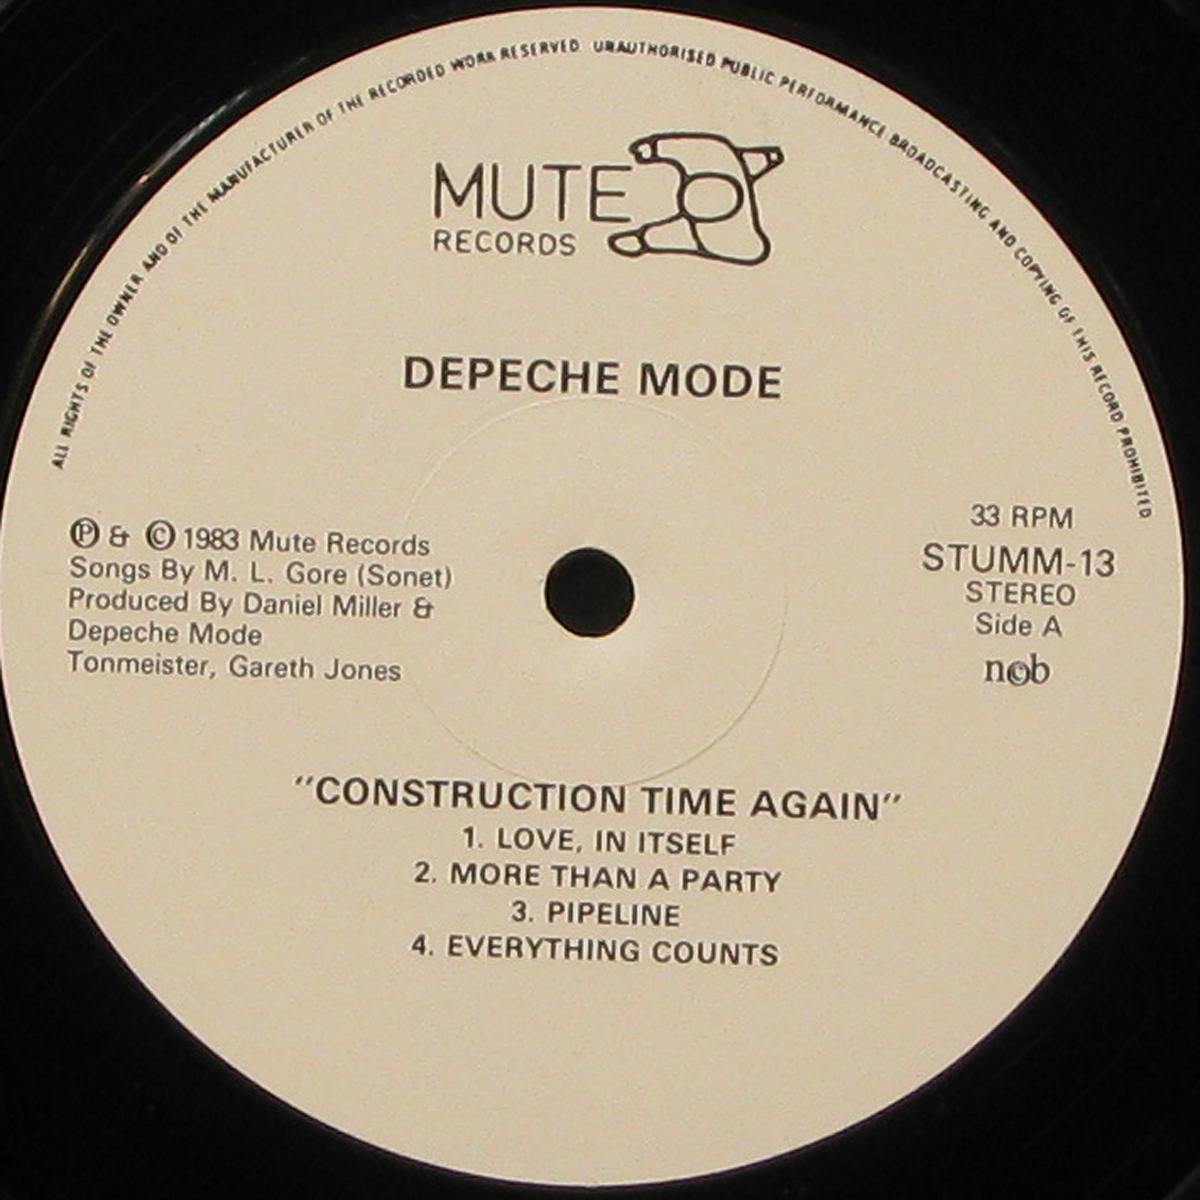 ALL RIGHTS OF THE OWNER AND OF THE MANUFACTURER OF THE RECORDED WORK RESERVED UNAUTHORISED PUBLIC PERFORMANCE BROADCASTING AND COPYING OF THIS RECORD PROHIBITED
MUTE
RECORDS
DEPECHE MODE
℗ & © 1983 Mute Records
Songs By M. L. Gore (Sonet)
Produced By Daniel Miller &
Depeche Mode
Tonmeister, Gareth Jones
33 RPM
STUMM-13
STEREO
Side A
n©b
"CONSTRUCTION TIME AGAIN"
1. LOVE, IN ITSELF
2. MORE THAN A PARTY
3. PIPELINE
4. EVERYTHING COUNTS